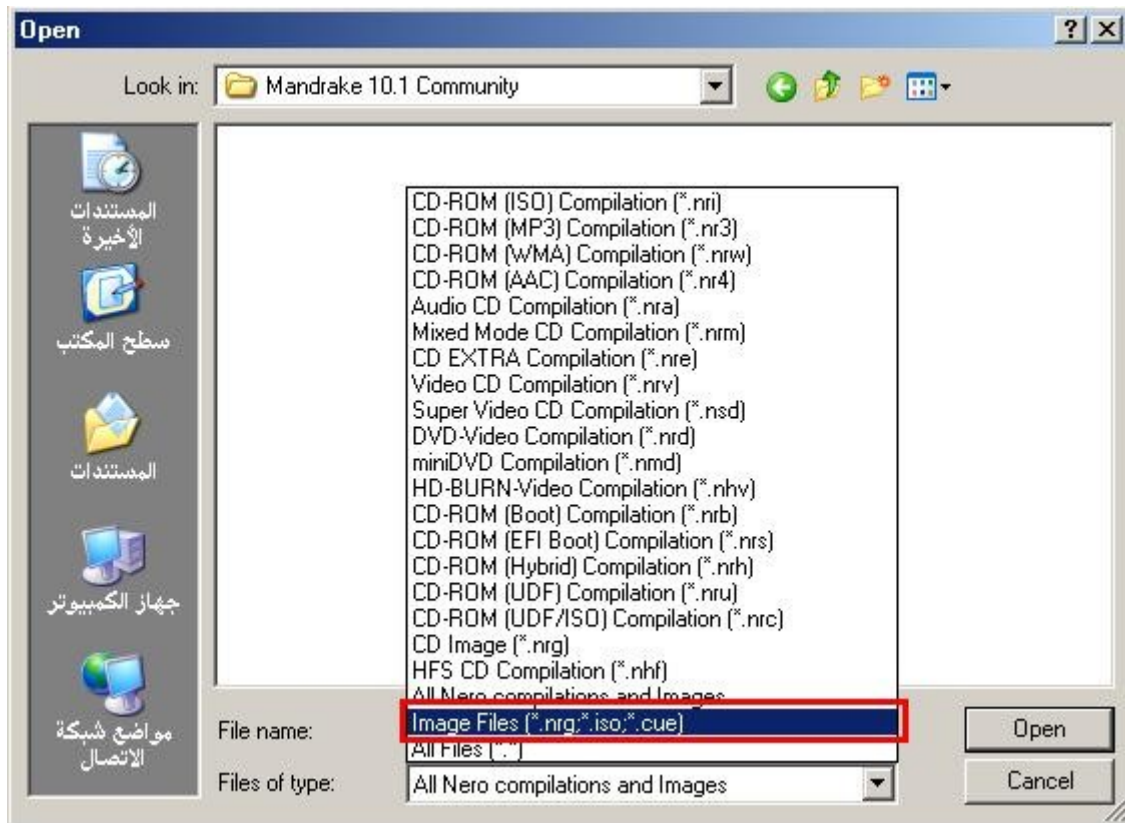 Open
Look in:
Mandrake 10.1 Community
المستندات
الأخيرة
سطح المكتب
المستندات
جهاز الكمبيوتر
مواضع شبكة
الاتصال
CD-ROM (ISO) Compilation (*.nri)
CD-ROM (MP3) Compilation (*.nr3)
CD-ROM (WMA) Compilation (*.nrw)
CD-ROM (AAC) Compilation (*.nr4)
Audio CD Compilation (*.nra)
Mixed Mode CD Compilation (*.nrm)
CD EXTRA Compilation (*.nre)
Video CD Compilation (*.nrv)
Super Video CD Compilation (*.nsd)
DVD-Video Compilation (*.nrd)
miniDVD Compilation (*.nmd)
HD-BURN-Video Compilation (*.nhv)
CD-ROM (Boot) Compilation (*.nrb)
CD-ROM (EFI Boot) Compilation (*.nrs)
CD-ROM (Hybrid) Compilation (*.nrh)
CD-ROM (UDF) Compilation (*.nru)
CD-ROM (UDF/ISO) Compilation (*.nrc)
CD Image (*.nrg)
HFS CD Compilation (*.nhf)
All Nero compilations and Images
Image Files (*.nrg;*.iso;*.cue)
All Files (*.*)
File name:
Open
Files of type:
All Nero compilations and Images
Cancel